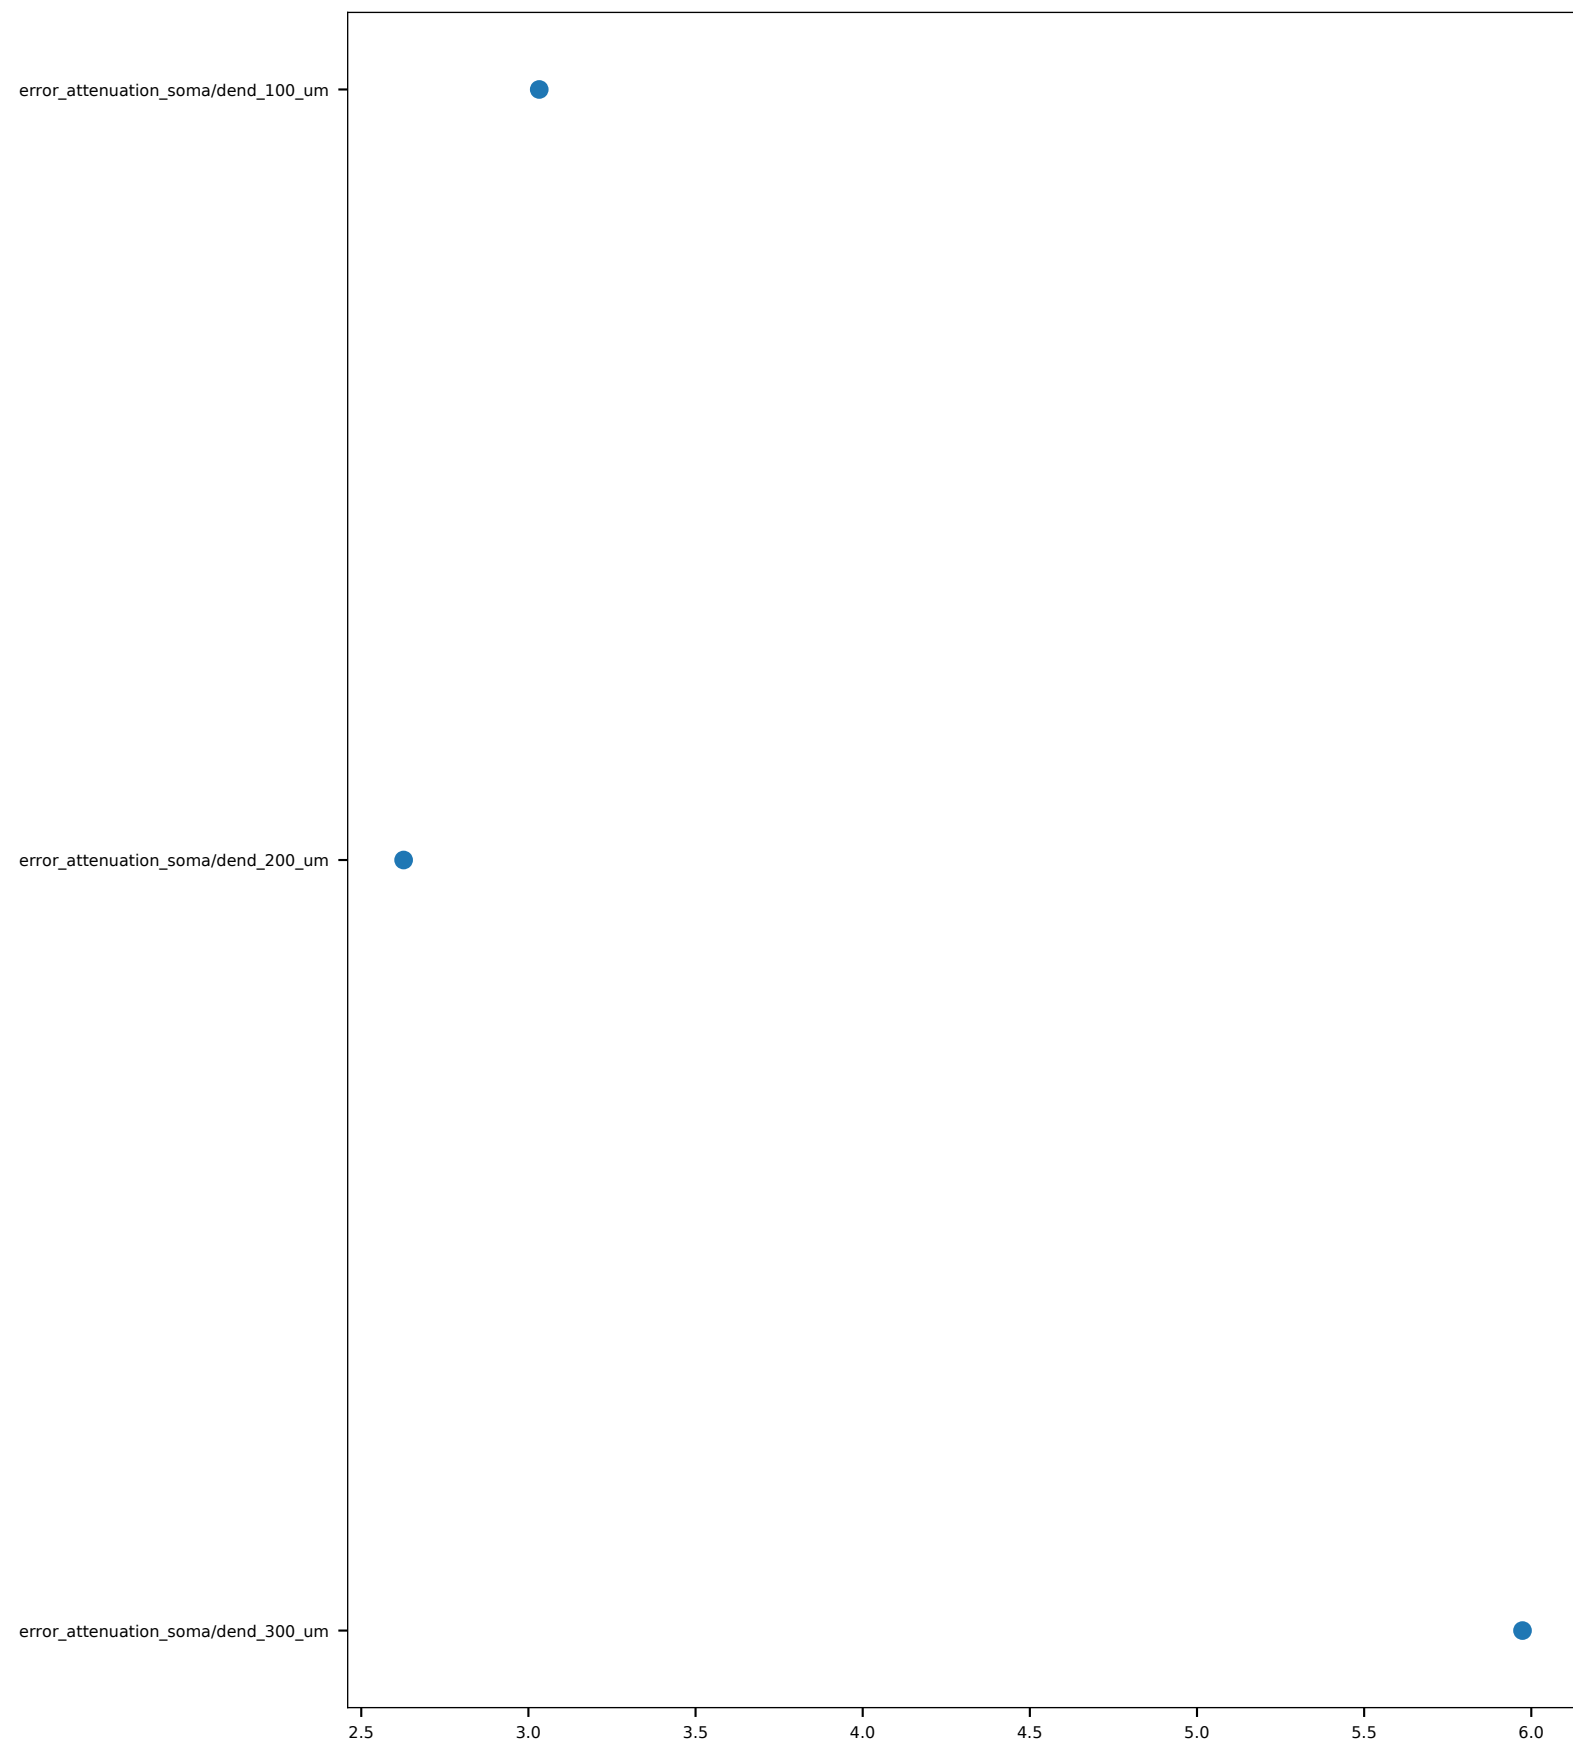 error_attenuation_soma/dend_100_um
error_attenuation_soma/dend_200_um
error_attenuation_soma/dend_300_um
2.5 3.0 3.5 4.0 4.5 5.0 5.5 6.0